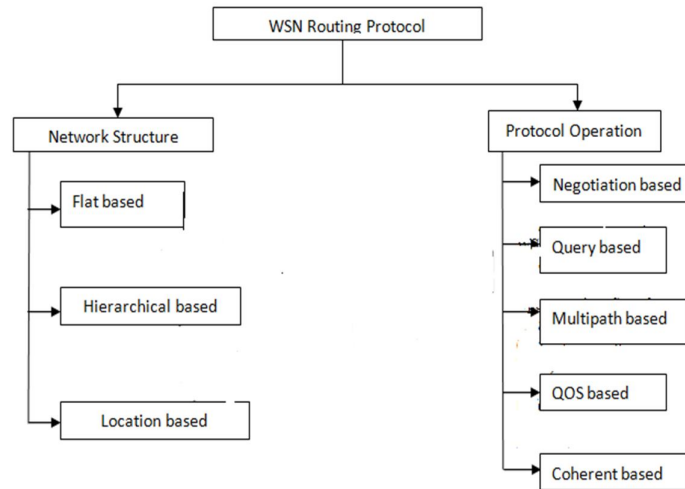 WSN Routing Protocol
Network Structure
Flat based
Hierarchical based
Location based
Protocol Operation
Negotiation based
Query based
Multipath based
QOS based
Coherent based